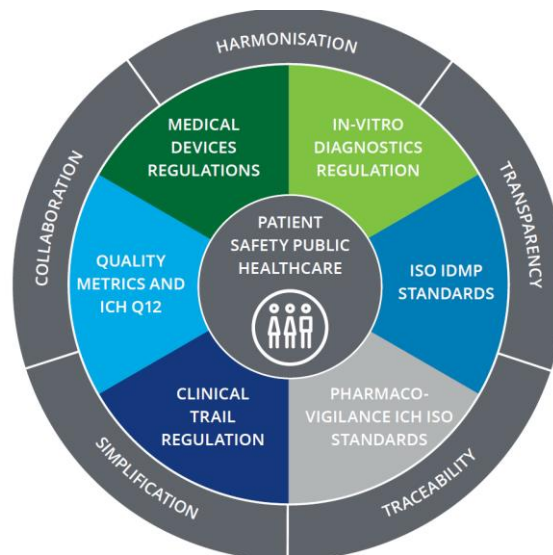 HARMONISATION
MEDICAL
DEVICES
REGULATIONS
IN-VITRO
DIAGNOSTICS
REGULATION
COLLABORATION
TRANSPARENCY
PATIENT
SAFETY PUBLIC
HEALTHCARE
QUALITY
METRICS AND
ICH Q12
ISO IDMP
STANDARDS
CLINICAL
TRAIL
REGULATION
PHARMACO-
VIGILANCE ICH ISO
STANDARDS
SIMPLIFICATION
TRACEABILITY